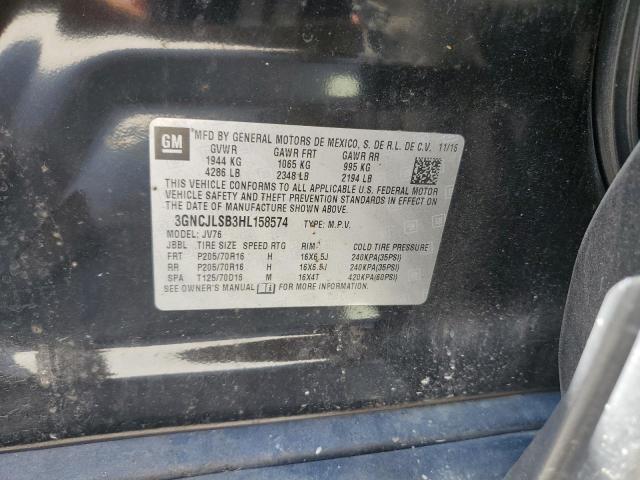 GM
MFD BY GENERAL MOTORS DE MEXICO, S. DE R.L. DE C.V. 11/16
GVWR GAWR FRT GAWR RR
1944 KG 1065 KG 995 KG
4286 LB 2348 LB 2194 LB
THIS VEHICLE CONFORMS TO ALL APPLICABLE U.S. FEDERAL MOTOR
VEHICLE SAFETY AND THEFT PREVENTION STANDARDS IN EFFECT ON THE DATE
OF MANUFACTURE SHOWN ABOVE.
3GNCJLSB3HL158574 TYPE: M.P.V.
MODEL: JV76
JBBL TIRE SIZE SPEED RTG RIM COLD TIRE PRESSURE
FRT P205/70R16 H 16X6.5J 240KPA(35PSI)
RR P205/70R16 H 16X6.5J 240KPA(35PSI)
SPA T125/70D16 M 16X4T 420KPA(60PSI)
SEE OWNER'S MANUAL FOR MORE INFORMATION.